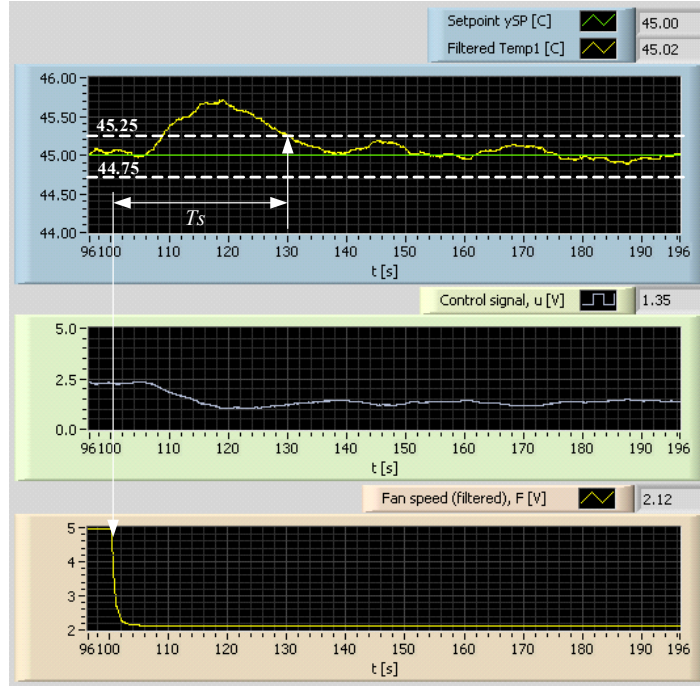 Setpoint ySP [C] 45.00
Filtered Temp1 [C] 45.02
46.00
45.50
45.25
45.00
44.75
44.50
Ts
44.00
96 100 110 120 130 140 150 160 170 180 190 196
t [s]
Control signal, u [V] 1.35
5.0
2.5
0.0
96 100 110 120 130 140 150 160 170 180 190 196
t [s]
Fan speed (filtered), F [V] 2.12
5
4
3
2
96 100 110 120 130 140 150 160 170 180 190 196
t [s]